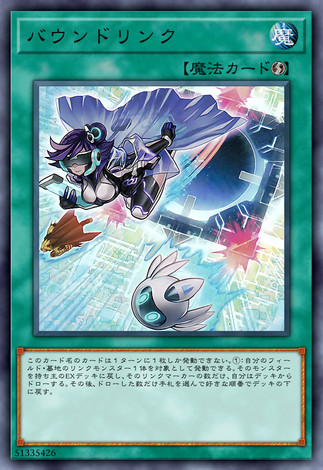 バウンドリンク
魔
【魔法カード】
このカード名のカードは１ターンに１枚しか発動できない。①：自分のフィー
ルド・墓地のリンクモンスター１体を対象として発動できる。そのモンスター
を持ち主のEXデッキに戻し、そのリンクマーカーの数だけ、自分はデッキから
ドローする。その後、ドローした数だけ手札を選んで好きな順番でデッキの下
に戻す。
51335426